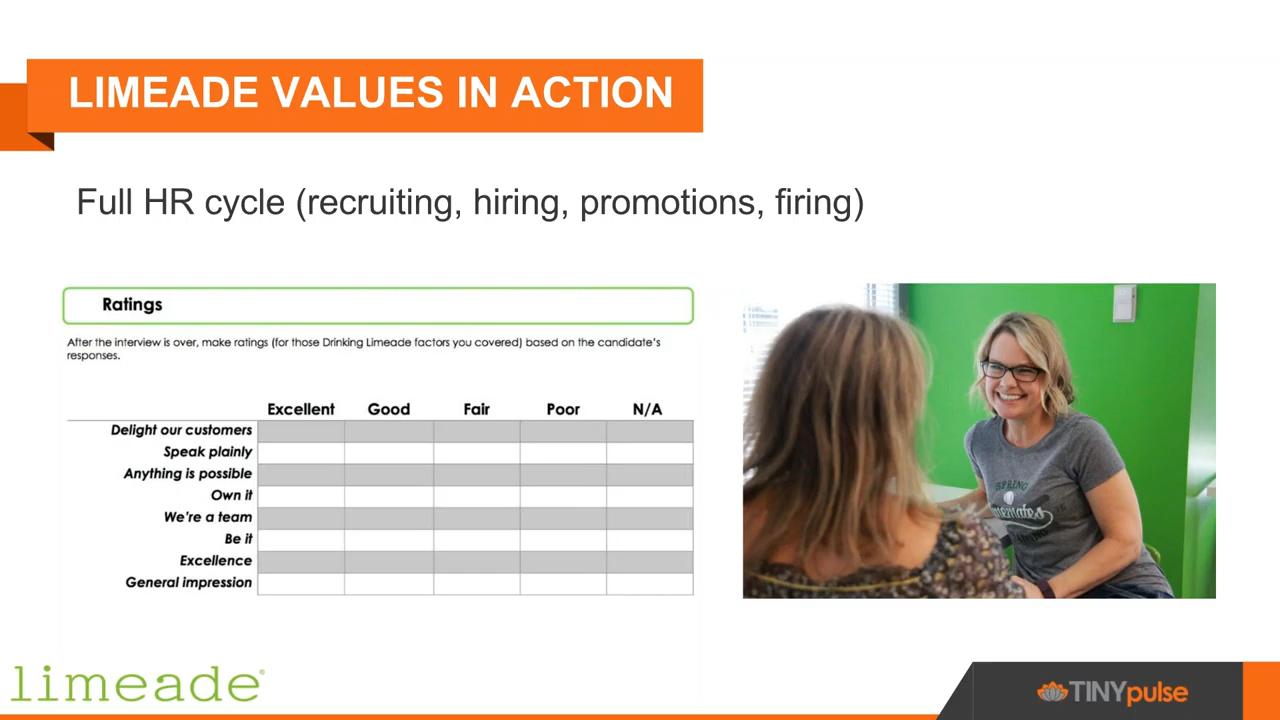 LIMEADE VALUES IN ACTION
Full HR cycle (recruiting, hiring, promotions, firing)
Ratings
After the interview is over, make ratings (for those Drinking Limeade factors you covered) based on the candidate's
responses.
Excellent Good Fair Poor N/A
Delight our customers
Speak plainly
Anything is possible
Own it
We're a team
Be it
Excellence
General impression
SPRING
limeade®
TINYpulse